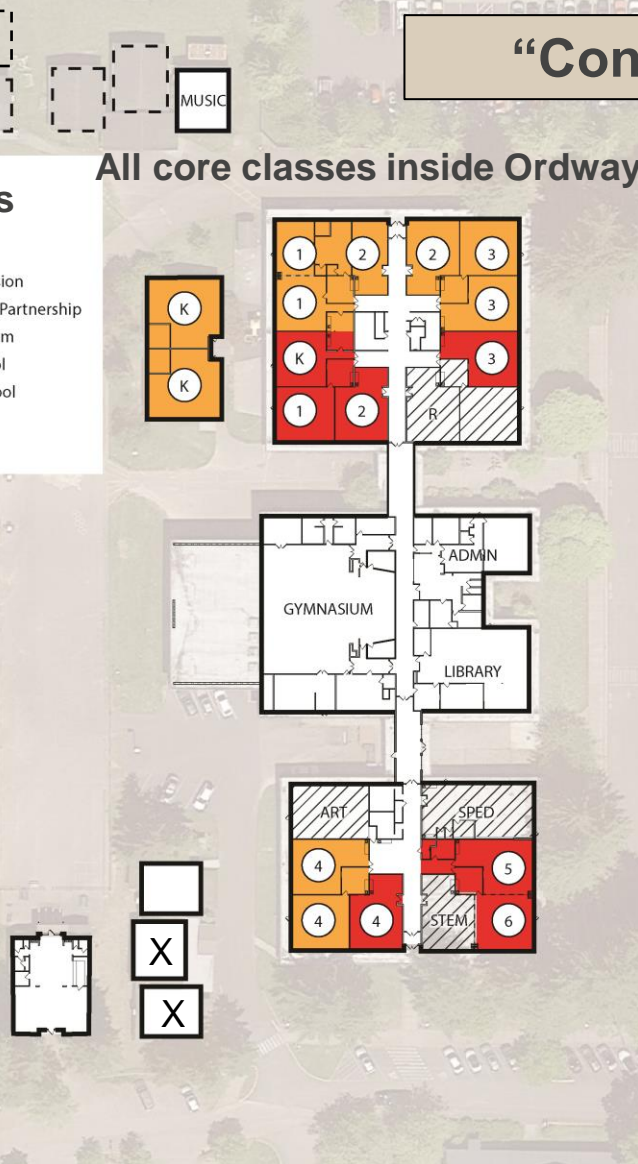 “Con
MUSIC
All core classes inside Ordway
s
ion
Partnership
m
l
ool
1
2
2
3
1
3
K
K
3
K
1
2
R
ADMIN
GYMNASIUM
LIBRARY
ART
SPED
4
5
4
4
STEM
6
X
X